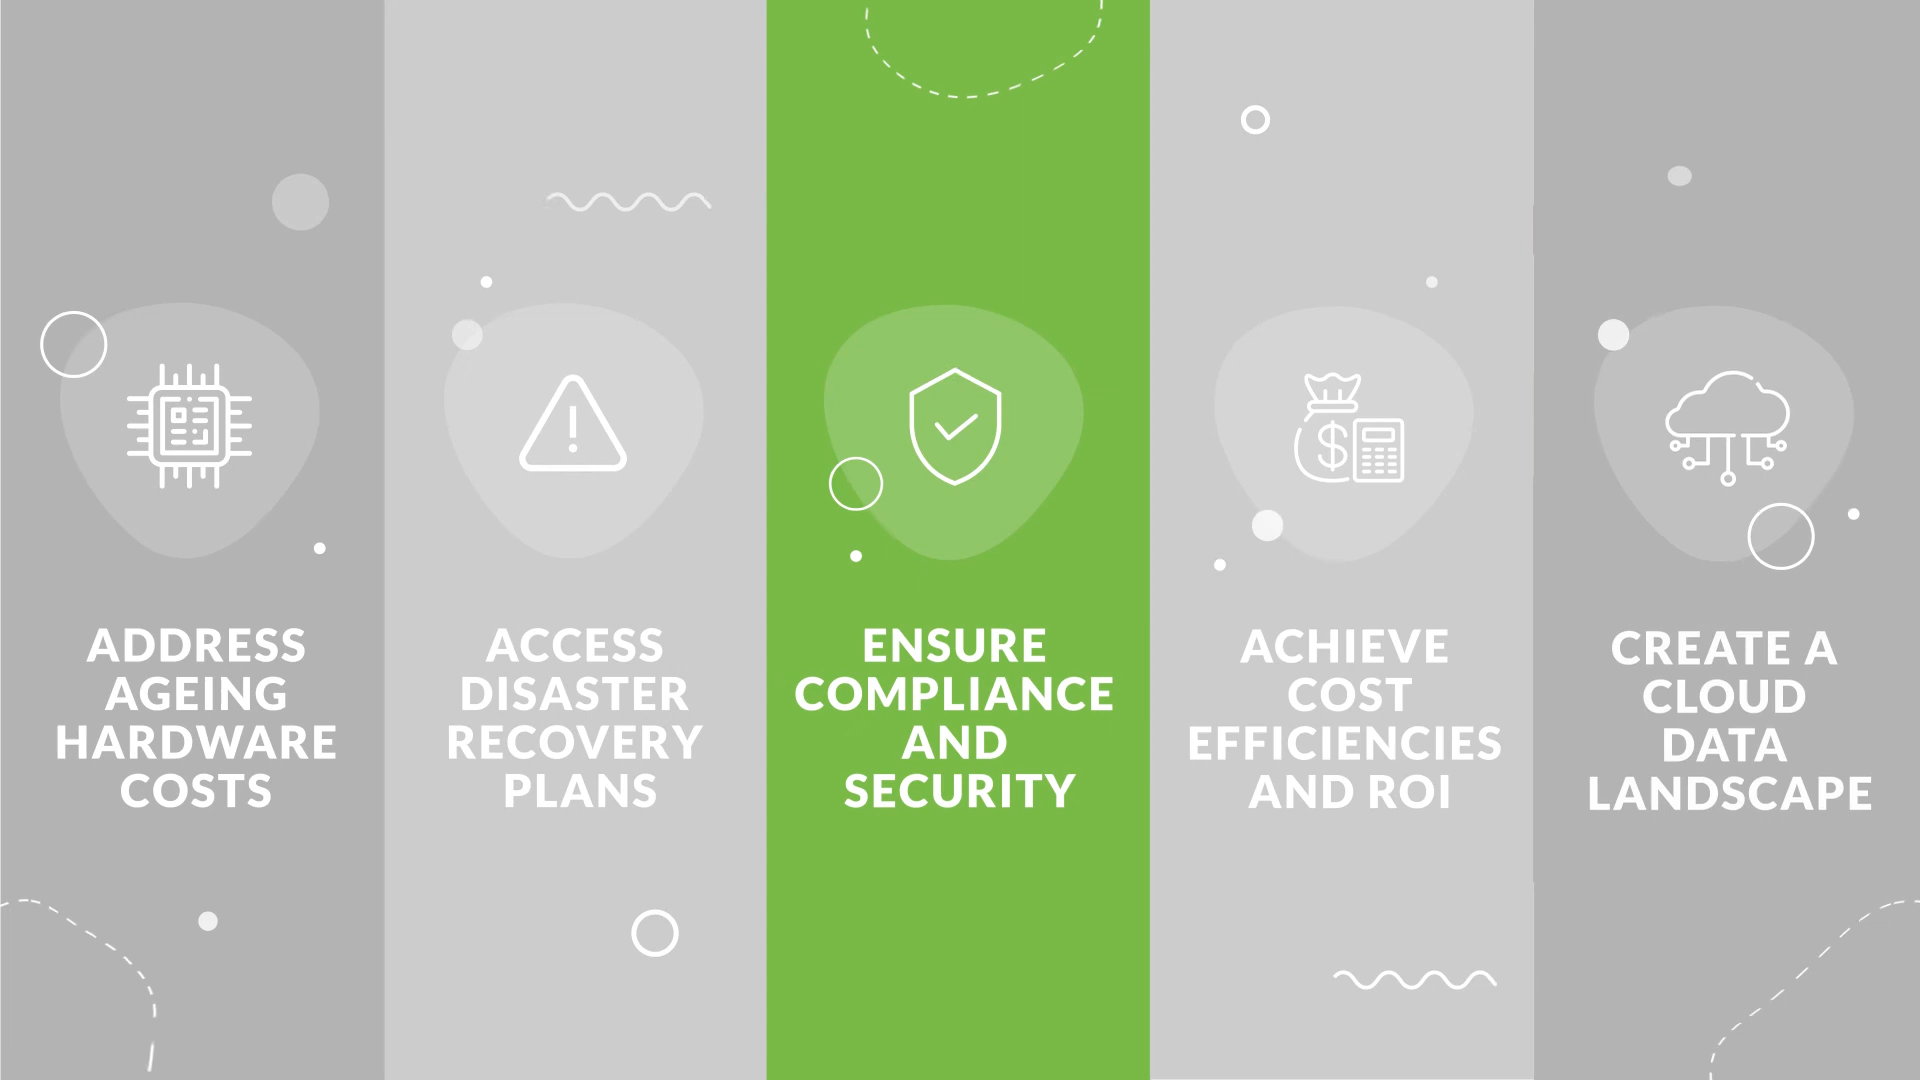 ADDRESS
AGEING
HARDWARE
COSTS
ACCESS
DISASTER
RECOVERY
PLANS
ENSURE
COMPLIANCE
AND
SECURITY
$
ACHIEVE
COST
EFFICIENCIES
AND ROI
CREATE A
CLOUD
DATA
LANDSCAPE